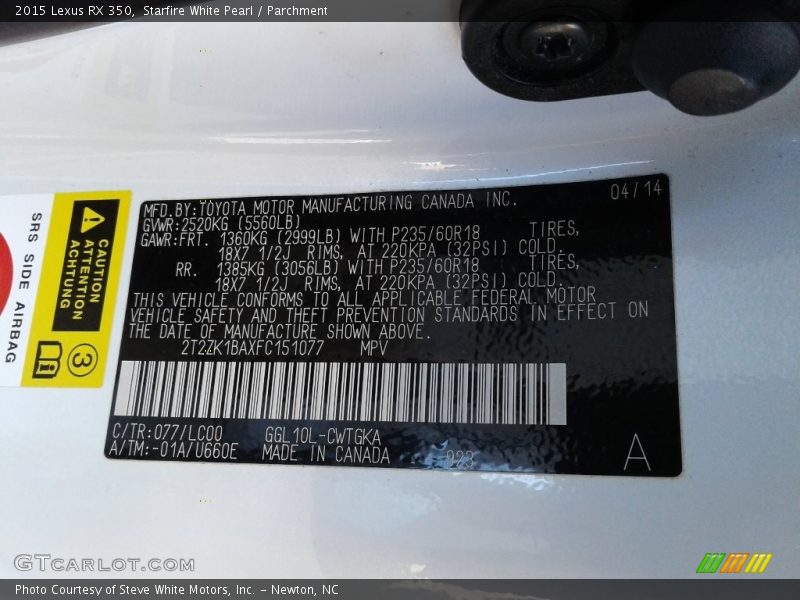 2015 Lexus RX 350, Starfire White Pearl / Parchment
SRS SIDE AIRBAG
CAUTION
ATTENTION
ACHTUNG
3
MFD.BY:TOYOTA MOTOR MANUFACTURING CANADA INC. 04/14
GVWR:2520KG (5560LB)
GAWR:FRT. 1360KG (2999LB) WITH P235/60R18 TIRES,
18X7 1/2J RIMS, AT 220KPA (32PSI) COLD.
RR. 1385KG (3056LB) WITH P235/60R18 TIRES,
18X7 1/2J RIMS, AT 220KPA (32PSI) COLD.
THIS VEHICLE CONFORMS TO ALL APPLICABLE FEDERAL MOTOR
VEHICLE SAFETY AND THEFT PREVENTION STANDARDS IN EFFECT ON
THE DATE OF MANUFACTURE SHOWN ABOVE.
2T2ZK1BAXFC151077 MPV
C/TR:077/LC00 GGL10L-CWTGKA
A/TM:-01A/U660E MADE IN CANADA 923
A
GTCARLOT.COM
Photo Courtesy of Steve White Motors, Inc. – Newton, NC